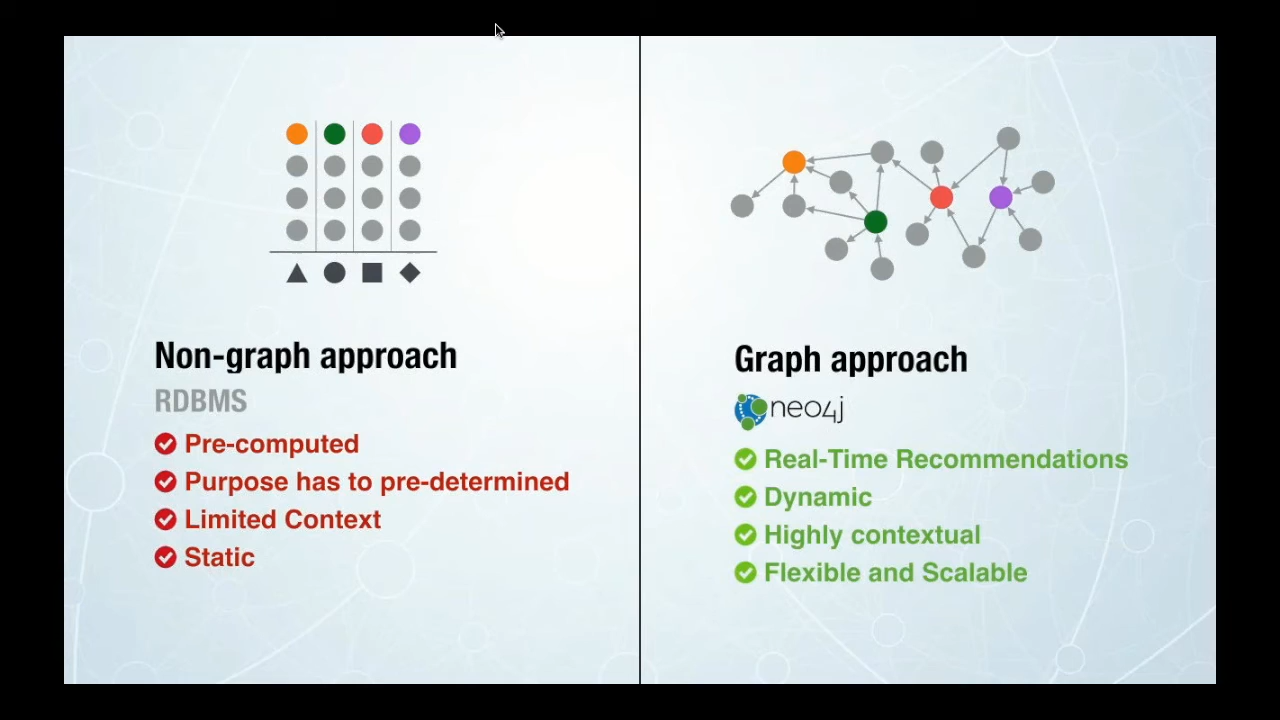 Non-graph approach
RDBMS
Pre-computed
Purpose has to pre-determined
Limited Context
Static
Graph approach
neo4j
Real-Time Recommendations
Dynamic
Highly contextual
Flexible and Scalable